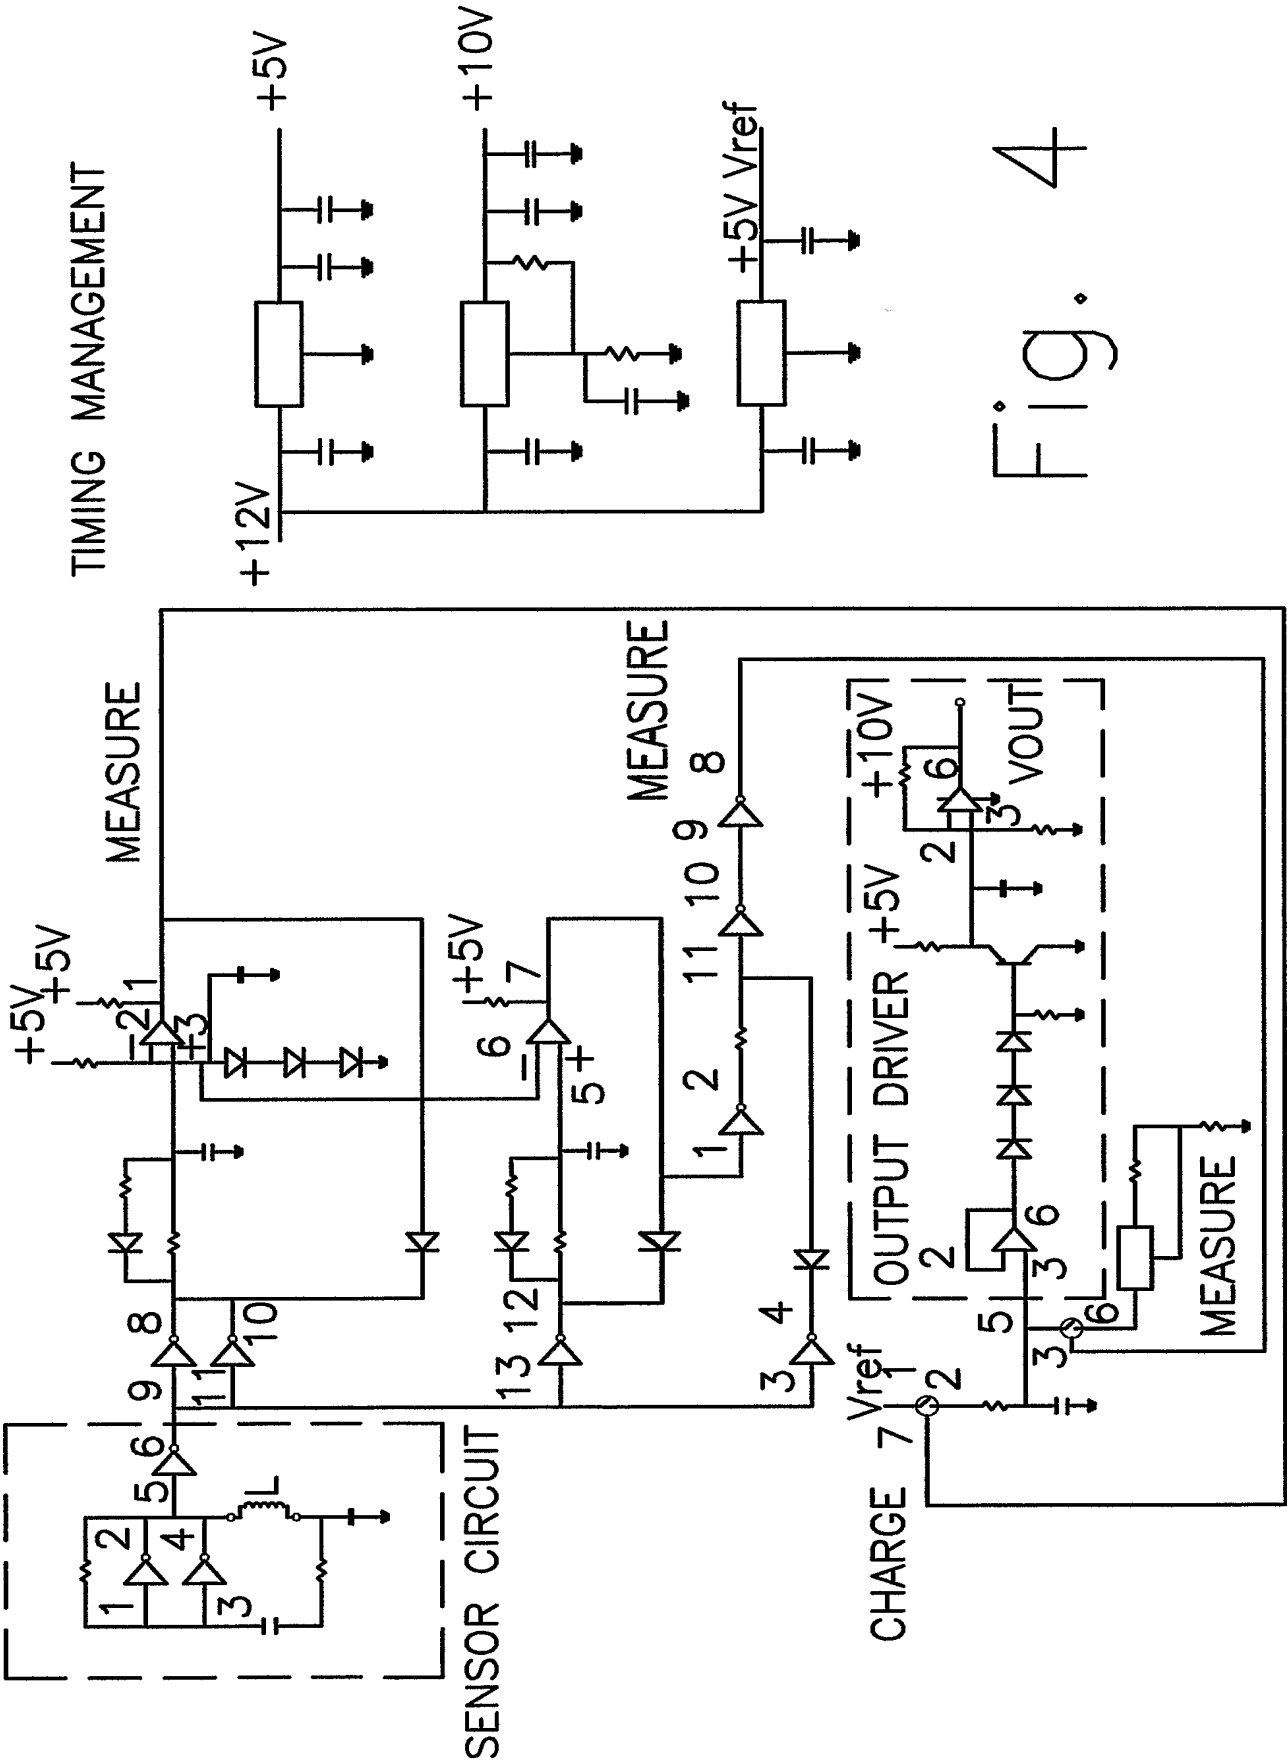 TIMING MANAGEMENT
+12V
+5V
+10V
+5V Vref
MEASURE
+5V
+5V
1
2
−
+3
8
9
10
11
6
5
2
4
1
3
L
SENSOR CIRCUIT
+5V
7
6
−
5+
12
13
MEASURE
8
9
10
11
2
1
4
3
OUTPUT DRIVER
+5V
+10V
6
2
3
VOUT
2
6
3
5
Vref
1
2
7
CHARGE
3
6
MEASURE
Fig. 4